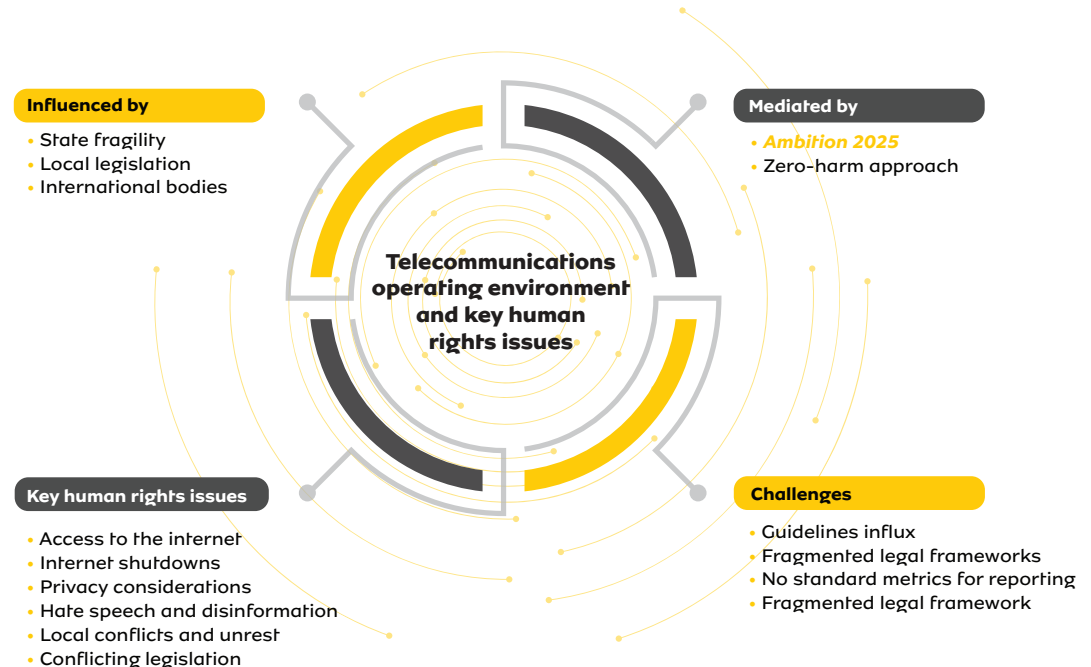 Influenced by
• State fragility
• Local legislation
• International bodies
Mediated by
• Ambition 2025
• Zero-harm approach
Telecommunications
operating environment
and key human
rights issues
Key human rights issues
• Access to the internet
• Internet shutdowns
• Privacy considerations
• Hate speech and disinformation
• Local conflicts and unrest
• Conflicting legislation
Challenges
• Guidelines influx
• Fragmented legal frameworks
• No standard metrics for reporting
• Fragmented legal framework